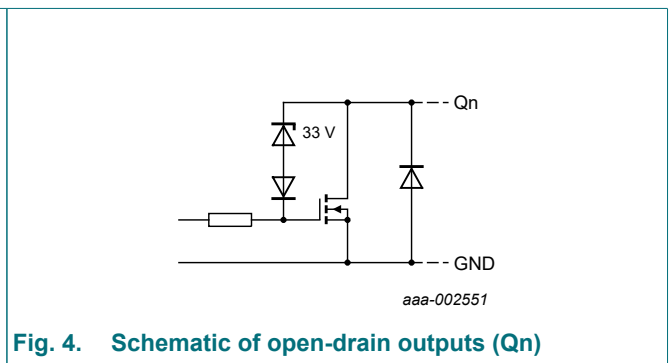 Qn
33 V
GND
aaa-002551
Fig. 4. Schematic of open-drain outputs (Qn)